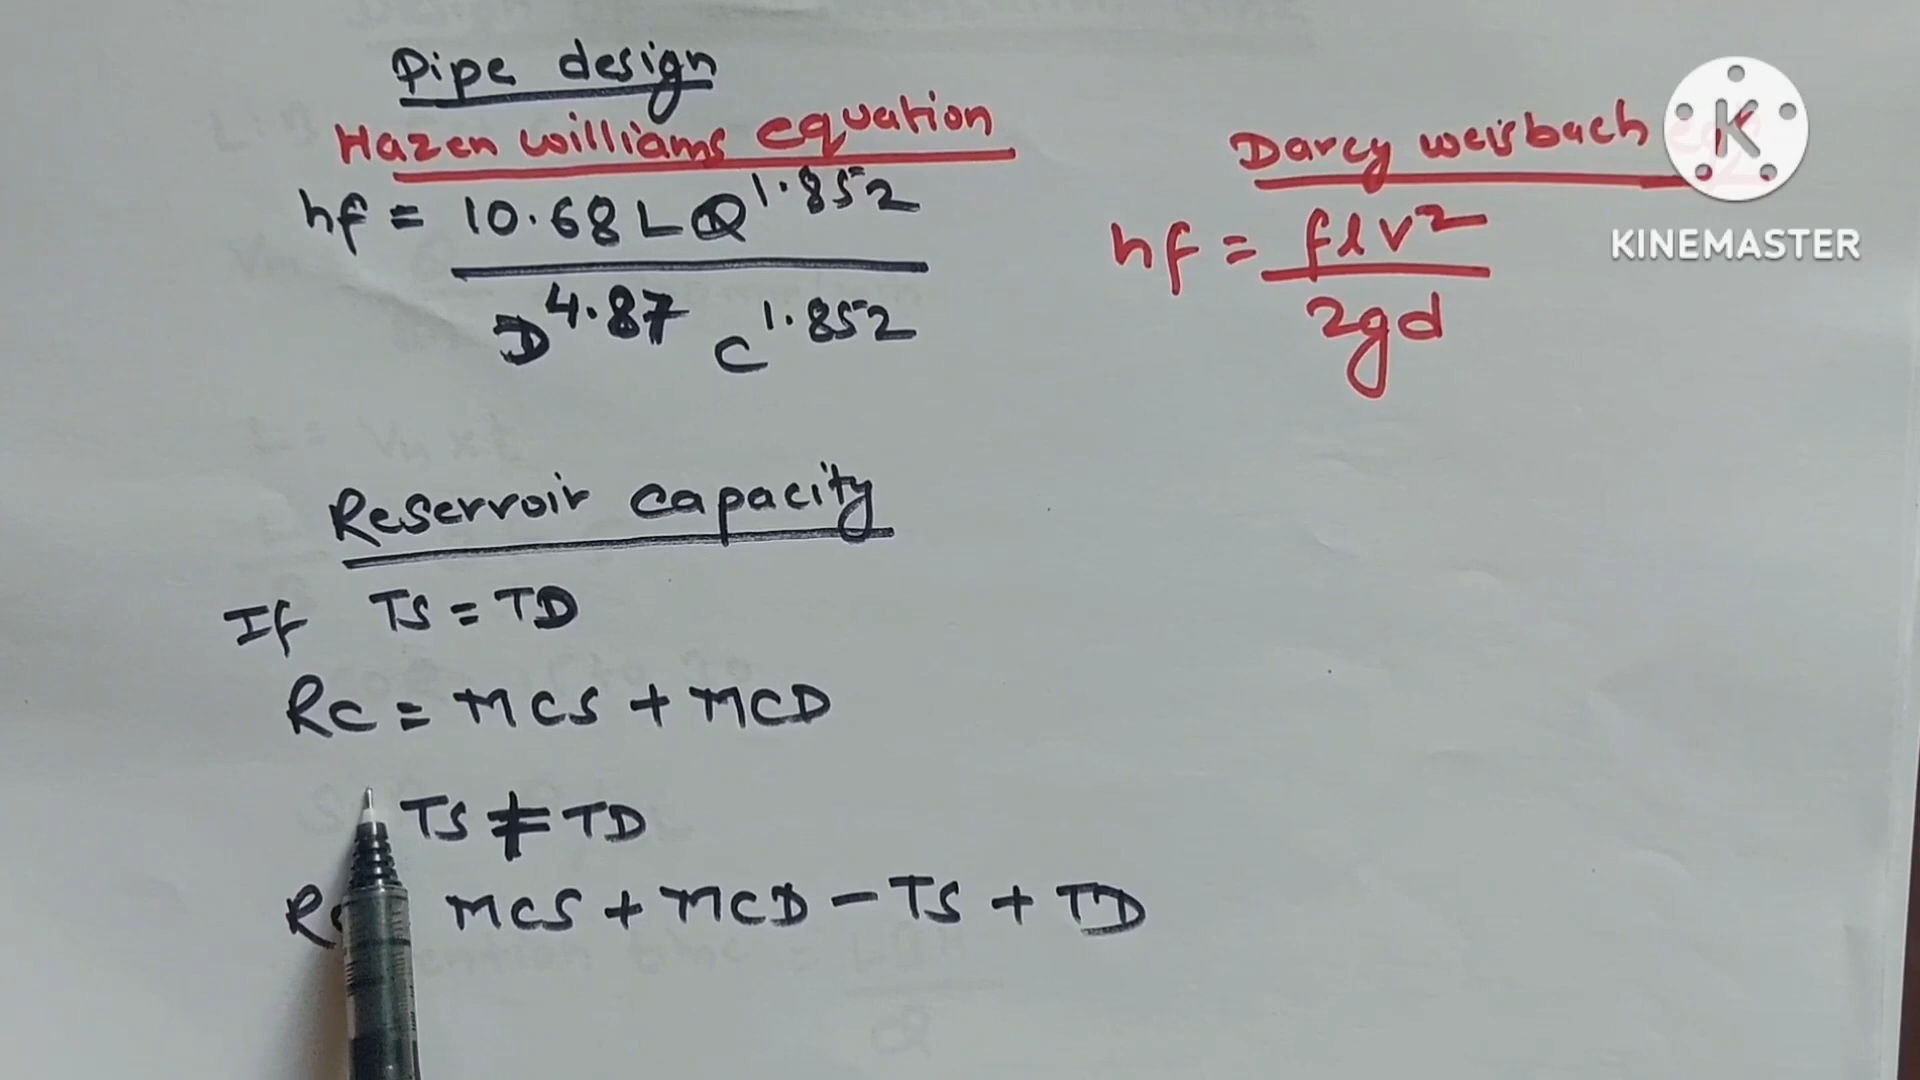 Pipe design
Hazen williams equation
hf = 10.68 L Q^1.852
D^4.87 C^1.852
Darcy weisbach
hf = flv²
2gd
K
KINEMASTER
Reservoir capacity
If TS = TD
RC = MCS + MCD
TS ≠ TD
MCS + MCD - TS + TD